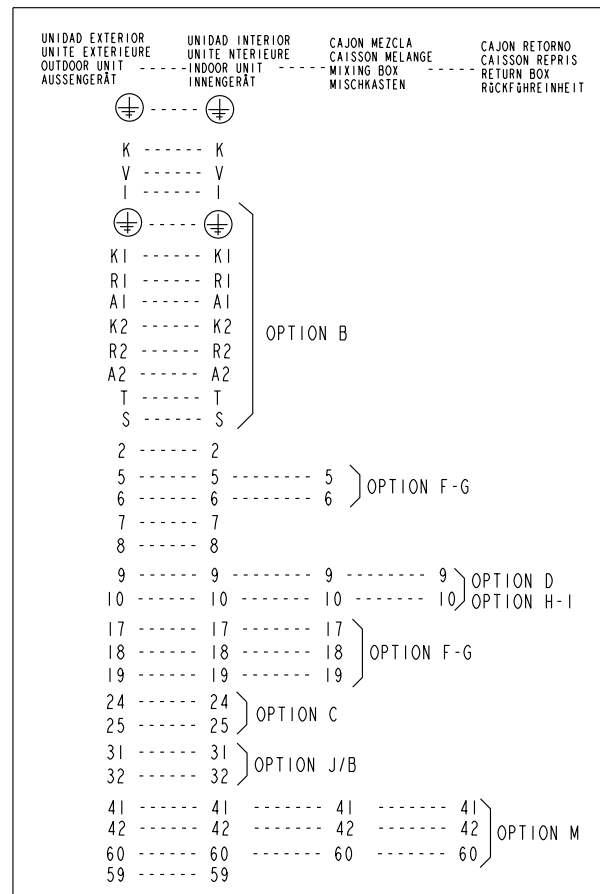 UNIDAD EXTERIOR
UNITE EXTERIEURE
OUTDOOR UNIT
AUSSENGERÄT
UNIDAD INTERIOR
UNITE NTERIEURE
INDOOR UNIT
INNENGERÄT
CAJON MEZCLA
CAISSON MELANGE
MIXING BOX
MISCHKASTEN
CAJON RETORNO
CAISSON REPRIS
RETURN BOX
RüCKFüHREINHEIT
K ------ K
V ------ V
I ------ I
K1 ------ K1
R1 ------ R1
A1 ------ A1
K2 ------ K2
R2 ------ R2
A2 ------ A2
T ------ T
S ------ S
OPTION B
2 ------ 2
5 ------ 5 -------- 5
6 ------ 6 -------- 6
OPTION F-G
7 ------ 7
8 ------ 8
9 ------ 9 -------- 9 -------- 9
10 ------ 10 ------- 10 ------- 10
OPTION D
OPTION H-I
17 ------ 17 ------- 17
18 ------ 18 ------- 18
19 ------ 19 ------- 19
OPTION F-G
24 ------ 24
25 ------ 25
OPTION C
31 ------ 31
32 ------ 32
OPTION J/B
41 ------ 41 ------- 41 ------- 41
42 ------ 42 ------- 42 ------- 42
60 ------ 60 ------- 60 ------- 60
OPTION M
59 ------ 59